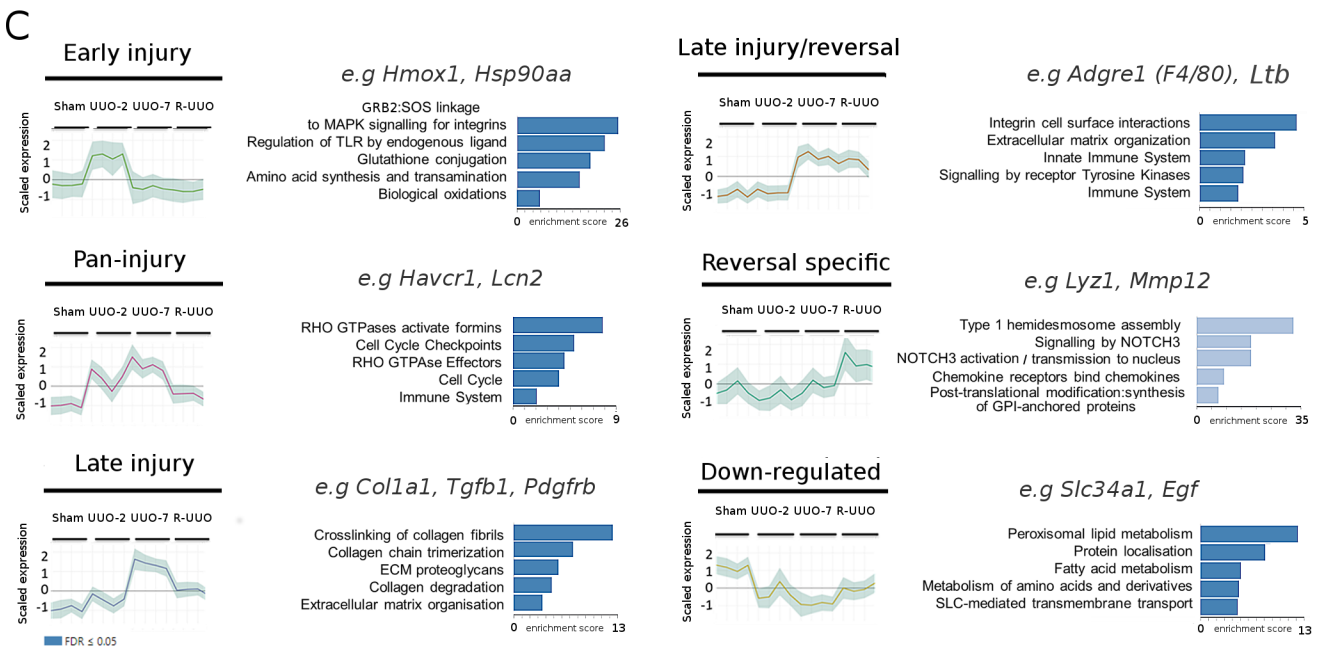 C
Early injury
e.g Hmox1, Hsp90aa
Sham UUO-2 UUO-7 R-UUO
Scaled expression
2
1
0
-1
GRB2:SOS linkage
to MAPK signalling for integrins
Regulation of TLR by endogenous ligand
Glutathione conjugation
Amino acid synthesis and transamination
Biological oxidations
0 enrichment score 26
Late injury/reversal
e.g Adgre1 (F4/80), Ltb
Sham UUO-2 UUO-7 R-UUO
Scaled expression
2
1
0
-1
Integrin cell surface interactions
Extracellular matrix organization
Innate Immune System
Signalling by receptor Tyrosine Kinases
Immune System
0 enrichment score 5
Pan-injury
e.g Havcr1, Lcn2
Sham UUO-2 UUO-7 R-UUO
Scaled expression
2
1
0
-1
RHO GTPases activate formins
Cell Cycle Checkpoints
RHO GTPAse Effectors
Cell Cycle
Immune System
0 enrichment score 9
Reversal specific
e.g Lyz1, Mmp12
Sham UUO-2 UUO-7 R-UUO
Scaled expression
2
1
0
-1
Type 1 hemidesmosome assembly
Signalling by NOTCH3
NOTCH3 activation / transmission to nucleus
Chemokine receptors bind chemokines
Post-translational modification:synthesis
of GPI-anchored proteins
0 enrichment score 35
Late injury
e.g Col1a1, Tgfb1, Pdgfrb
Sham UUO-2 UUO-7 R-UUO
Scaled expression
2
1
0
-1
Crosslinking of collagen fibrils
Collagen chain trimerization
ECM proteoglycans
Collagen degradation
Extracellular matrix organisation
0 enrichment score 13
FDR ≤ 0.05
Down-regulated
e.g Slc34a1, Egf
Sham UUO-2 UUO-7 R-UUO
Scaled expression
2
1
0
-1
Peroxisomal lipid metabolism
Protein localisation
Fatty acid metabolism
Metabolism of amino acids and derivatives
SLC-mediated transmembrane transport
0 enrichment score 13